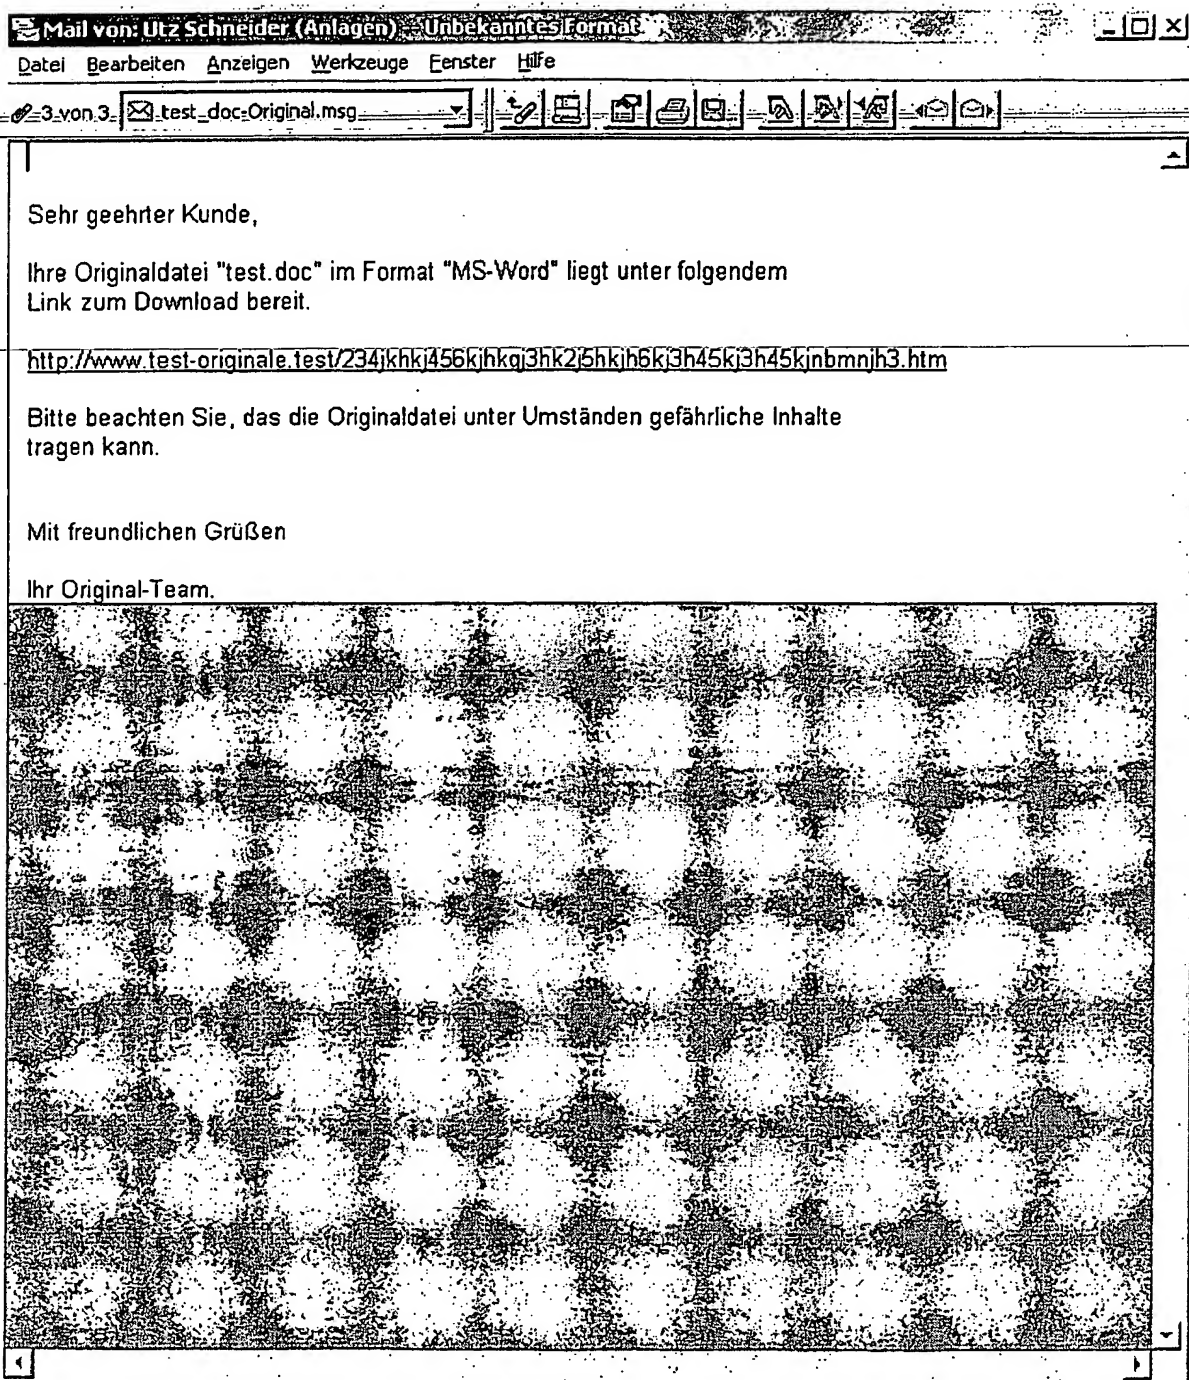 Mail von: Utz Schneider (Anlagen) - Unbekanntes Format
Datei Bearbeiten Anzeigen Werkzeuge Fenster Hilfe
3 von 3 test_doc-Original.msg
Sehr geehrter Kunde,
Ihre Originaldatei "test.doc" im Format "MS-Word" liegt unter folgendem
Link zum Download bereit.
http://www.test-originale.test/234jkhkj456kjhkqj3hk2j5hkjh6kj3h45kj3h45kjnbmnjh3.htm
Bitte beachten Sie, das die Originaldatei unter Umständen gefährliche Inhalte
tragen kann.
Mit freundlichen Grüßen
Ihr Original-Team.